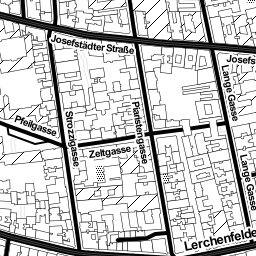 Josefstädter Straße
Josefs
Lange Gasse
Pfeilgasse
Strozzigasse
Piaristengasse
Zeltgasse
Lange Gasse
Lerchenfelde